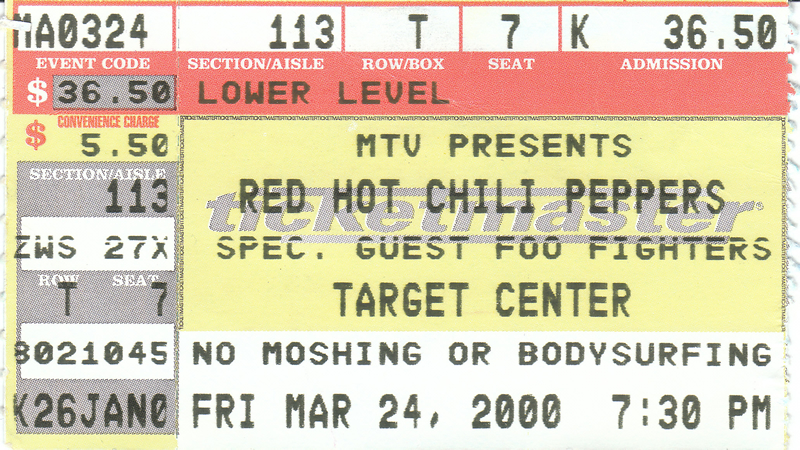 MA0324 113 T 7 K 36.50
EVENT CODE SECTION/AISLE ROW/BOX SEAT ADMISSION
$ 36.50 LOWER LEVEL
$ CONVENIENCE CHARGE
5.50 MTV PRESENTS
SECTION/AISLE
113 RED HOT CHILI PEPPERS
ticketmaster®
ZWS 27X SPEC. GUEST FOO FIGHTERS
ROW SEAT
T 7 TARGET CENTER
8021045 NO MOSHING OR BODYSURFING
K26JAN0 FRI MAR 24, 2000 7:30 PM